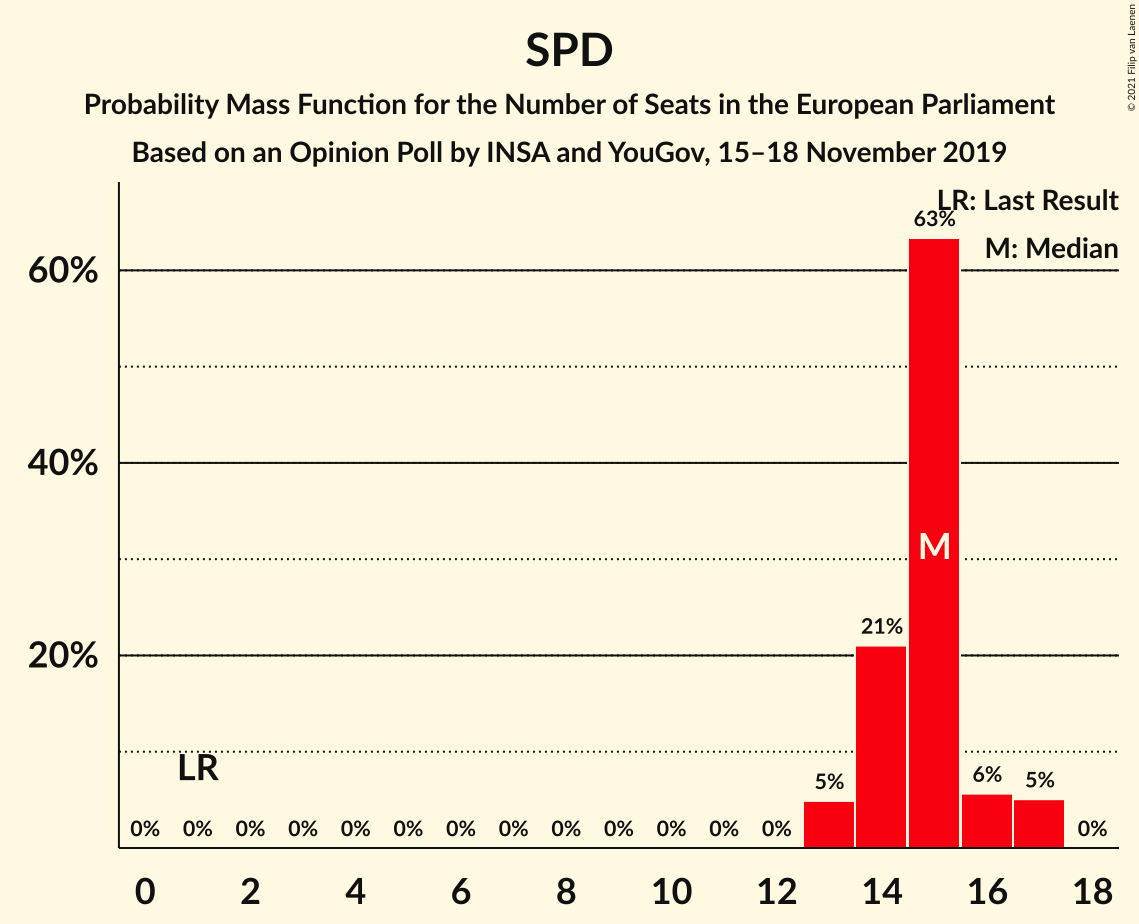 SPD
Probability Mass Function for the Number of Seats in the European Parliament
Based on an Opinion Poll by INSA and YouGov, 15–18 November 2019
© 2021 Filip van Laenen
LR: Last Result
M: Median
63%
60%
40%
M
21%
20%
LR
5%
6%
5%
0% 0% 0% 0% 0% 0% 0% 0% 0% 0% 0% 0% 0% 0%
0 2 4 6 8 10 12 14 16 18